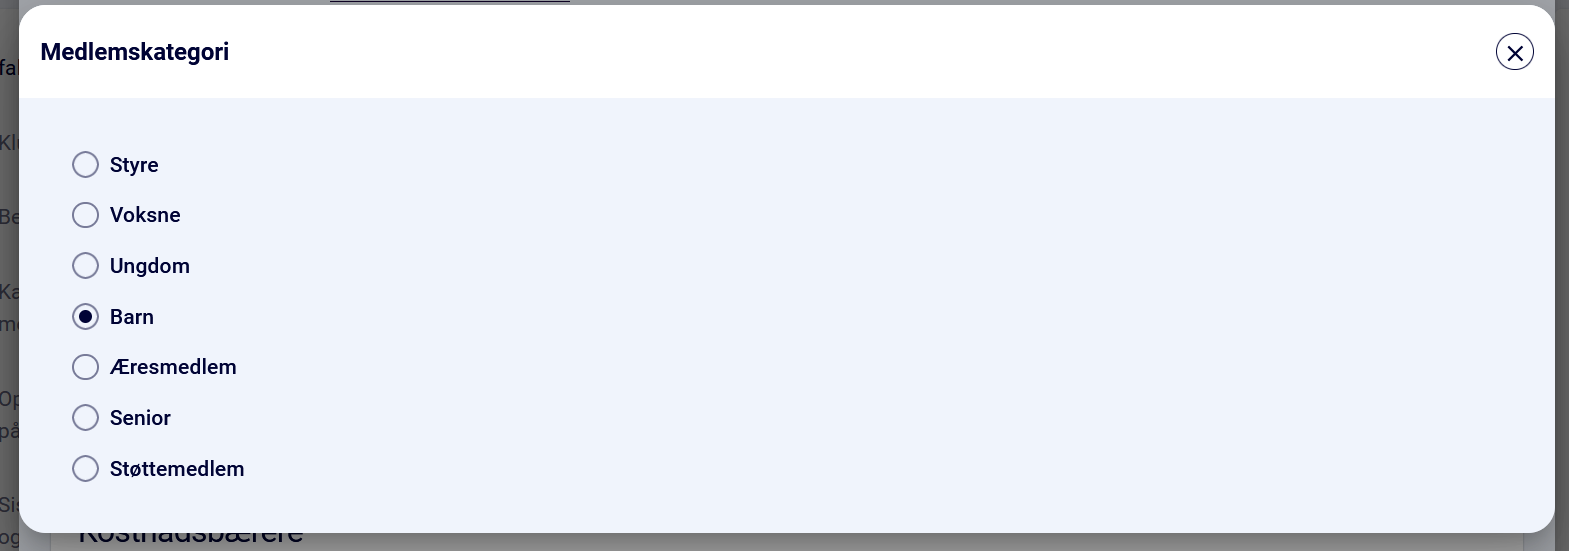 Medlemskategori
Styre
Voksne
Ungdom
Barn
Æresmedlem
Senior
Støttemedlem
Kostnadsbærere